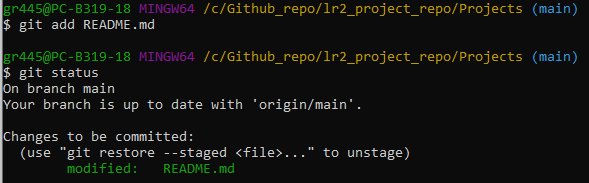 gr445@PC-B319-18 MINGW64 /c/Github_repo/lr2_project_repo/Projects (main)
$ git add README.md
gr445@PC-B319-18 MINGW64 /c/Github_repo/lr2_project_repo/Projects (main)
$ git status
On branch main
Your branch is up to date with 'origin/main'.
Changes to be committed:
(use "git restore --staged <file>..." to unstage)
modified: README.md